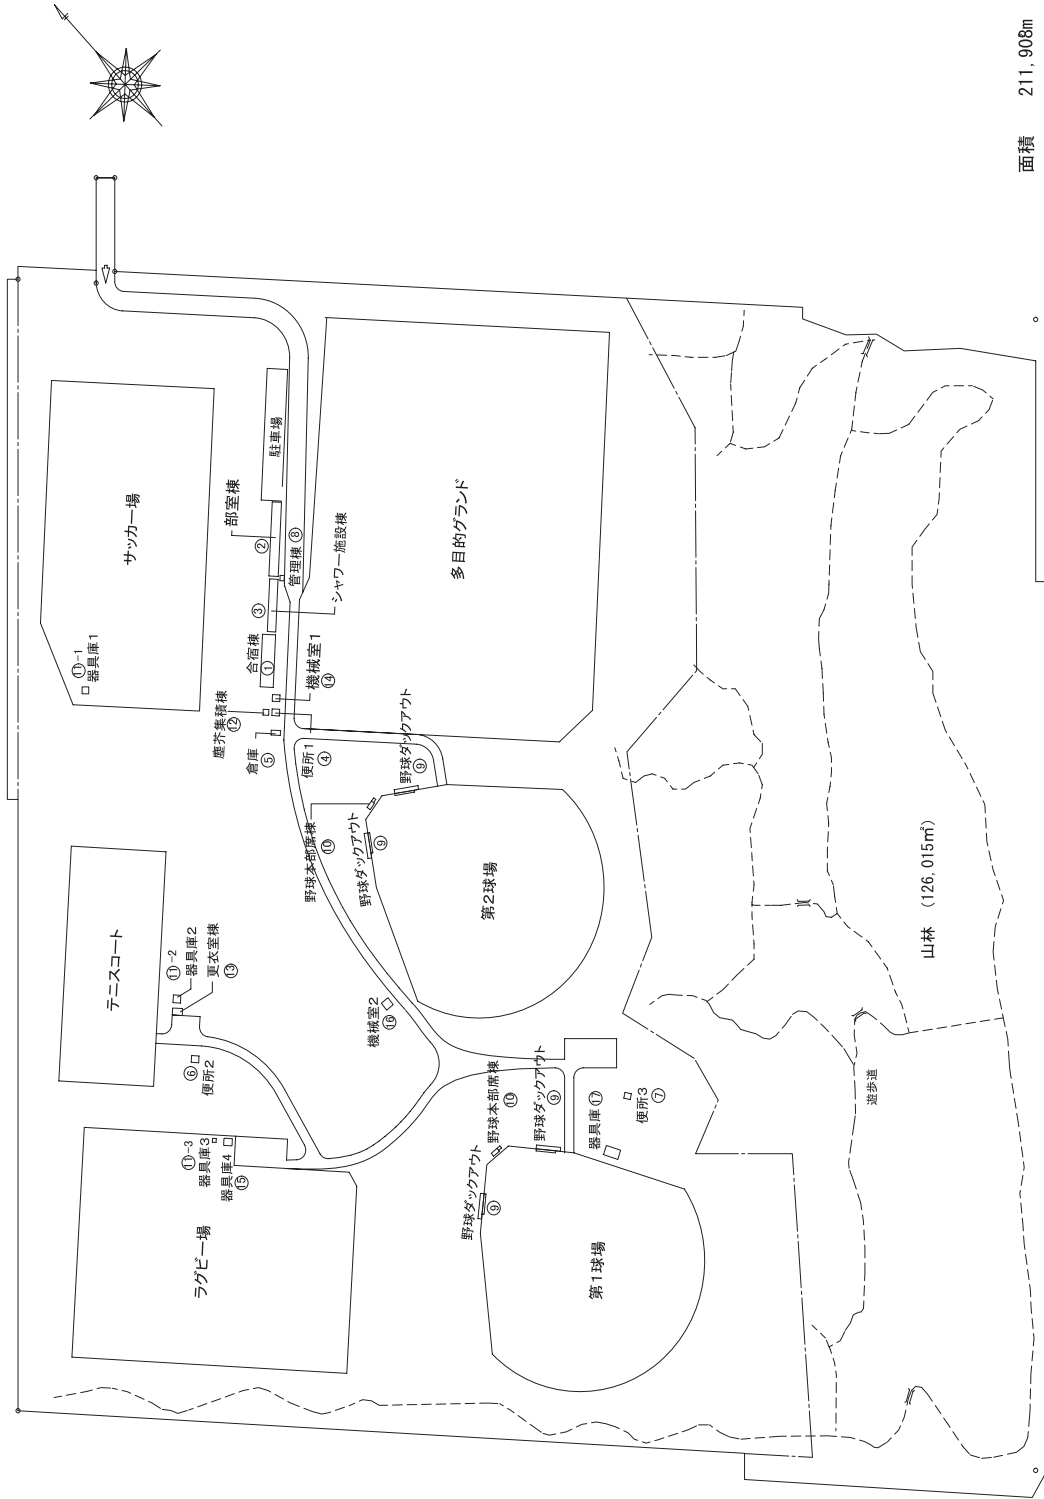 面積　211,908m
サッカー場
⑪-1
器具庫1
部室棟
②
駐車場
管理棟⑧
シャワー施設棟
③
合宿棟
①
機械室1
⑭
塵芥集積棟
⑫
倉庫
⑤
便所1
④
多目的グランド
野球ダックアウト
⑨
野球本部席棟
⑩
野球ダックアウト
⑨
第2球場
テニスコート
⑪-2
器具庫2
更衣室棟
⑬
⑥
便所2
機械室2
⑯
⑪-3
器具庫3
器具庫4
⑮
ラグビー場
野球本部席棟
⑩
野球ダックアウト
⑨
野球ダックアウト
⑨
器具庫⑰
便所3
⑦
第1球場
山林　(126,015㎡)
遊歩道